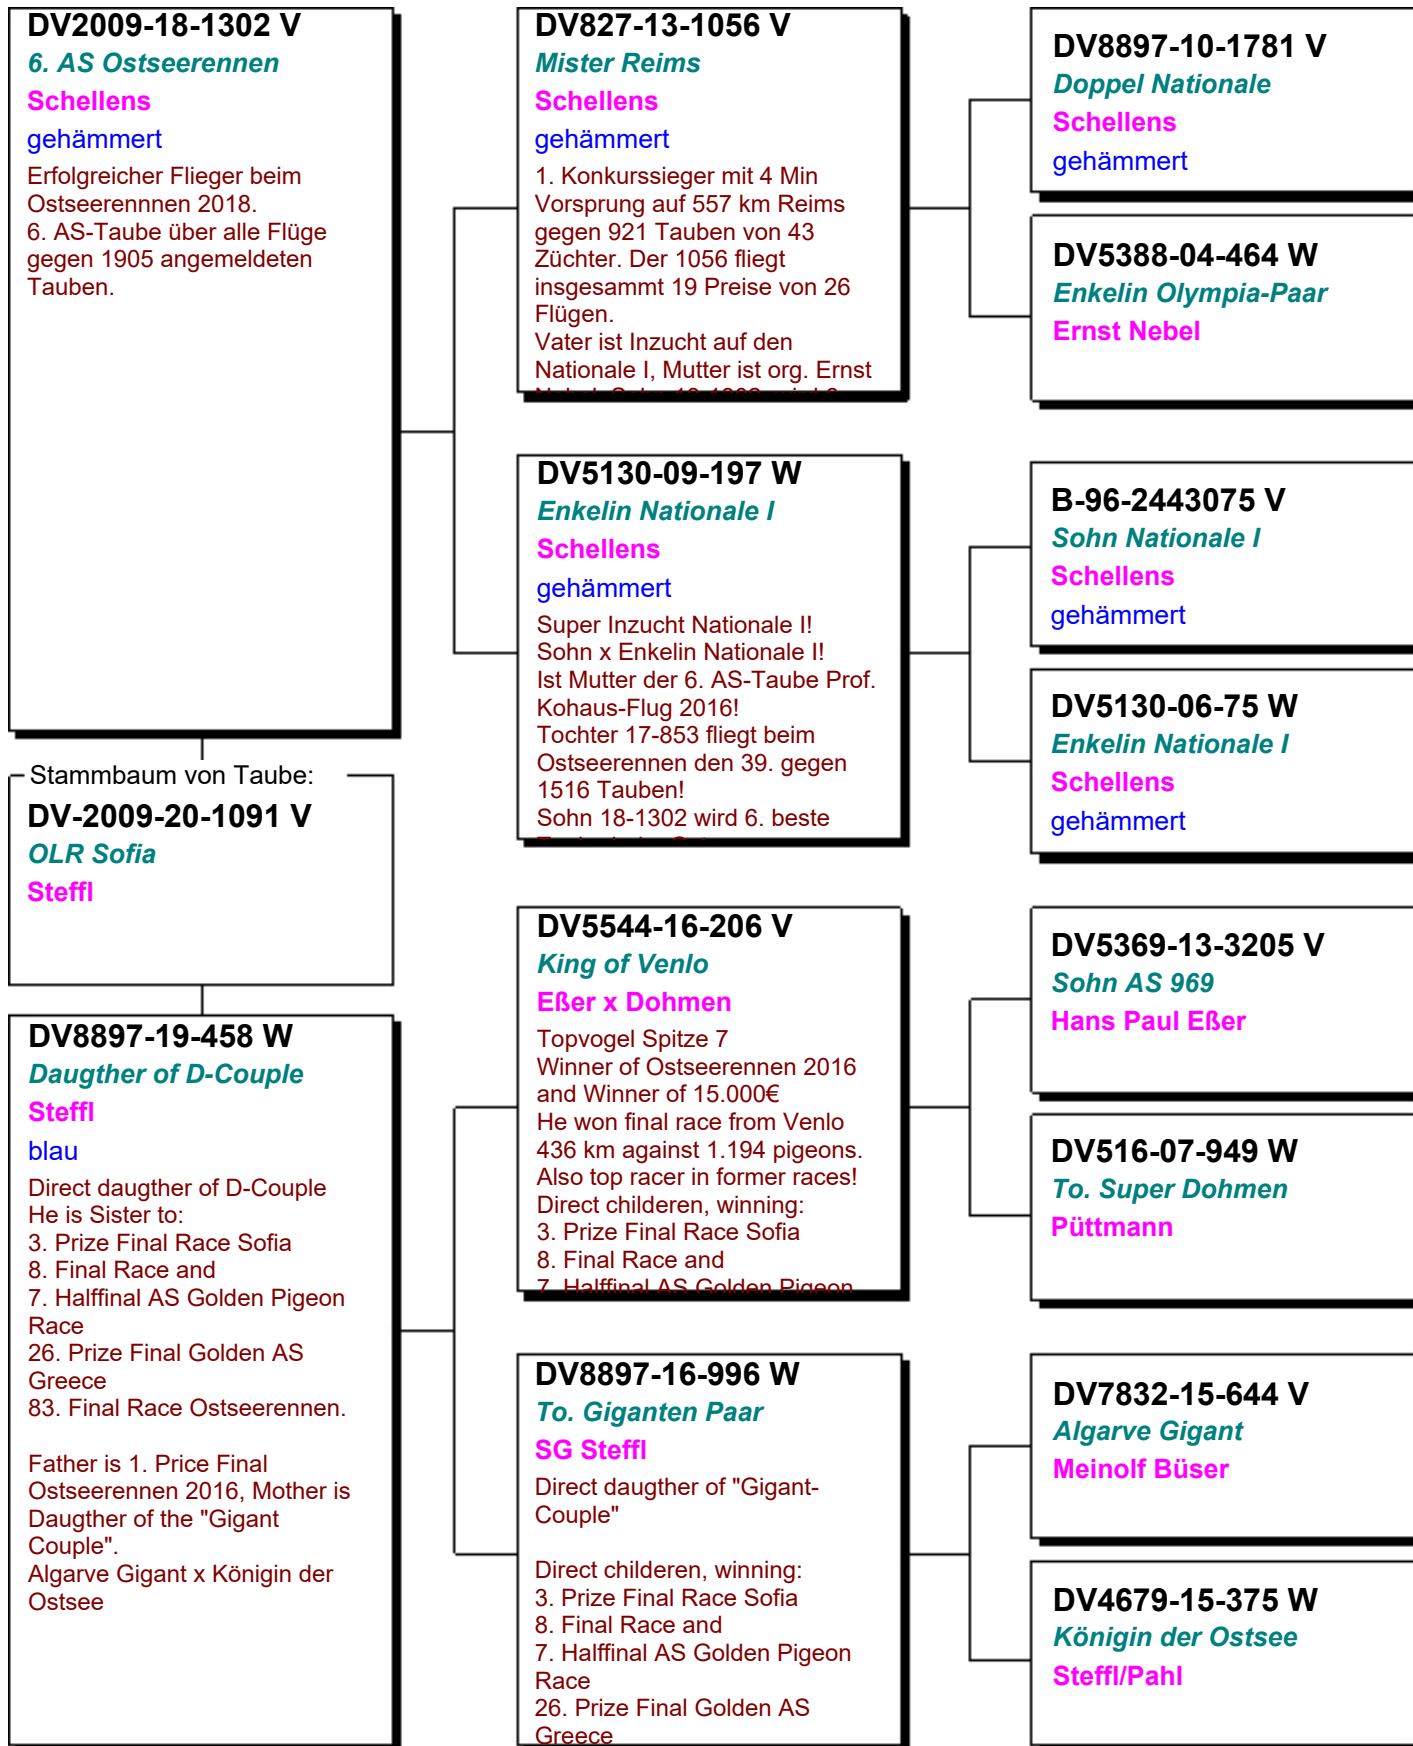 DV2009-18-1302 V
6. AS Ostseerennen
Schellens
gehämmert
Erfolgreicher Flieger beim
Ostseerennnen 2018.
6. AS-Taube über alle Flüge
gegen 1905 angemeldeten
Tauben.
Stammbaum von Taube:
DV-2009-20-1091 V
OLR Sofia
Steffl
DV8897-19-458 W
Daugther of D-Couple
Steffl
blau
Direct daugther of D-Couple
He is Sister to:
3. Prize Final Race Sofia
8. Final Race and
7. Halffinal AS Golden Pigeon
Race
26. Prize Final Golden AS
Greece
83. Final Race Ostseerennen.
Father is 1. Price Final
Ostseerennen 2016, Mother is
Daugther of the "Gigant
Couple".
Algarve Gigant x Königin der
Ostsee
DV827-13-1056 V
Mister Reims
Schellens
gehämmert
1. Konkurssieger mit 4 Min
Vorsprung auf 557 km Reims
gegen 921 Tauben von 43
Züchter. Der 1056 fliegt
insgesammt 19 Preise von 26
Flügen.
Vater ist Inzucht auf den
Nationale I, Mutter ist org. Ernst
DV5130-09-197 W
Enkelin Nationale I
Schellens
gehämmert
Super Inzucht Nationale I!
Sohn x Enkelin Nationale I!
Ist Mutter der 6. AS-Taube Prof.
Kohaus-Flug 2016!
Tochter 17-853 fliegt beim
Ostseerennen den 39. gegen
1516 Tauben!
Sohn 18-1302 wird 6. beste
DV5544-16-206 V
King of Venlo
Eßer x Dohmen
Topvogel Spitze 7
Winner of Ostseerennen 2016
and Winner of 15.000€
He won final race from Venlo
436 km against 1.194 pigeons.
Also top racer in former races!
Direct childeren, winning:
3. Prize Final Race Sofia
8. Final Race and
7. Halffinal AS Golden Pigeon
DV8897-16-996 W
To. Giganten Paar
SG Steffl
Direct daugther of "Gigant-
Couple"
Direct childeren, winning:
3. Prize Final Race Sofia
8. Final Race and
7. Halffinal AS Golden Pigeon
Race
26. Prize Final Golden AS
Greece
DV8897-10-1781 V
Doppel Nationale
Schellens
gehämmert
DV5388-04-464 W
Enkelin Olympia-Paar
Ernst Nebel
B-96-2443075 V
Sohn Nationale I
Schellens
gehämmert
DV5130-06-75 W
Enkelin Nationale I
Schellens
gehämmert
DV5369-13-3205 V
Sohn AS 969
Hans Paul Eßer
DV516-07-949 W
To. Super Dohmen
Püttmann
DV7832-15-644 V
Algarve Gigant
Meinolf Büser
DV4679-15-375 W
Königin der Ostsee
Steffl/Pahl